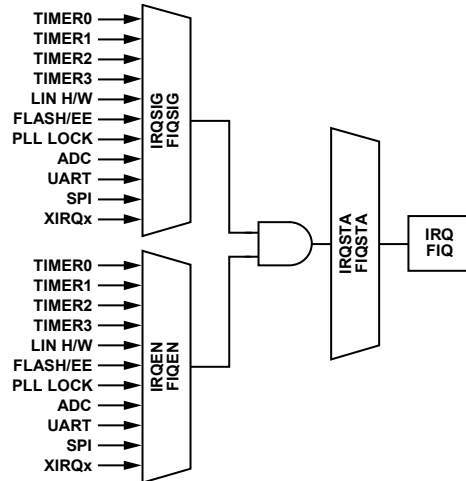 TIMER0
TIMER1
TIMER2
TIMER3
LIN H/W
FLASH/EE
PLL LOCK
ADC
UART
SPI
XIRQx
IRQSIG
FIQSIG
TIMER0
TIMER1
TIMER2
TIMER3
LIN H/W
FLASH/EE
PLL LOCK
ADC
UART
SPI
XIRQx
IRQEN
FIQEN
IRQSTA
FIQSTA
IRQ
FIQ